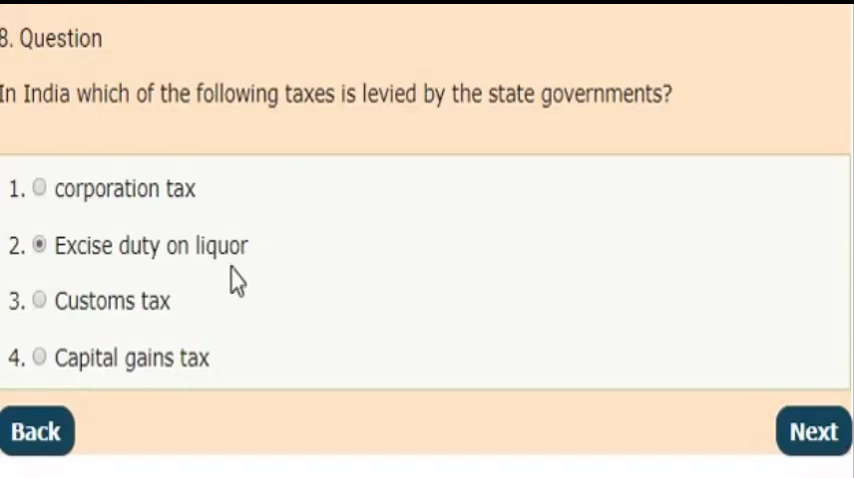 8. Question
In India which of the following taxes is levied by the state governments?
1. corporation tax
2. Excise duty on liquor
3. Customs tax
4. Capital gains tax
Back
Next